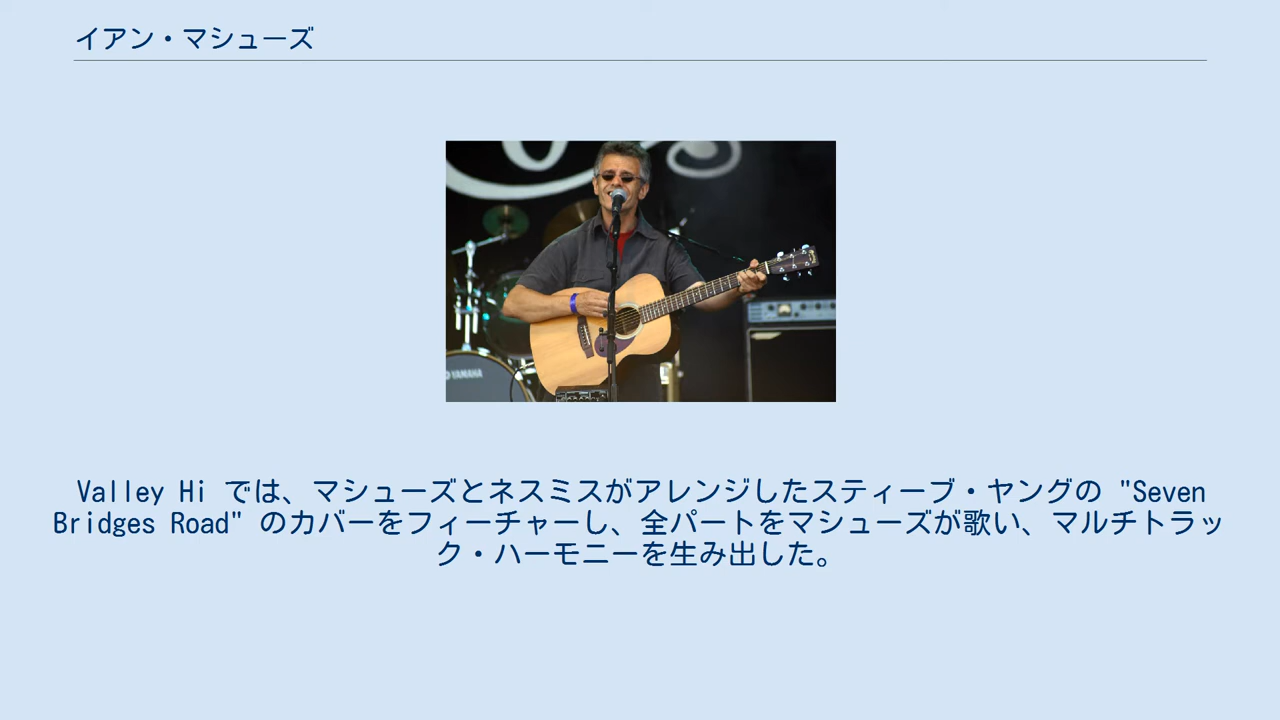 イアン・マシューズ
YAMAHA
Valley Hi では、マシューズとネスミスがアレンジしたスティーブ・ヤングの "Seven
Bridges Road" のカバーをフィーチャーし、全パートをマシューズが歌い、マルチトラッ
ク・ハーモニーを生み出した。